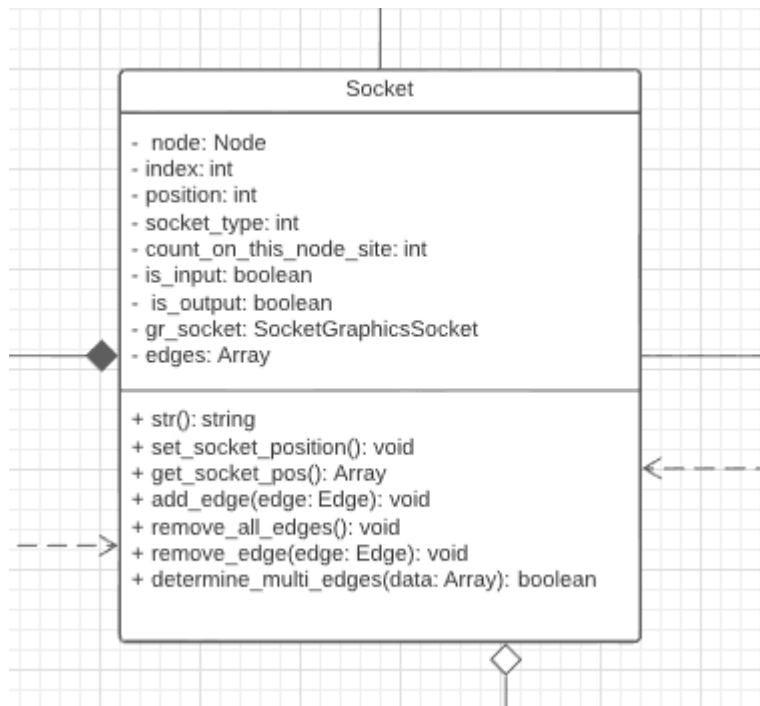 Socket
- node: Node
- index: int
- position: int
- socket_type: int
- count_on_this_node_site: int
- is_input: boolean
- is_output: boolean
- gr_socket: SocketGraphicsSocket
- edges: Array
+ str(): string
+ set_socket_position(): void
+ get_socket_pos(): Array
+ add_edge(edge: Edge): void
+ remove_all_edges(): void
+ remove_edge(edge: Edge): void
+ determine_multi_edges(data: Array): boolean